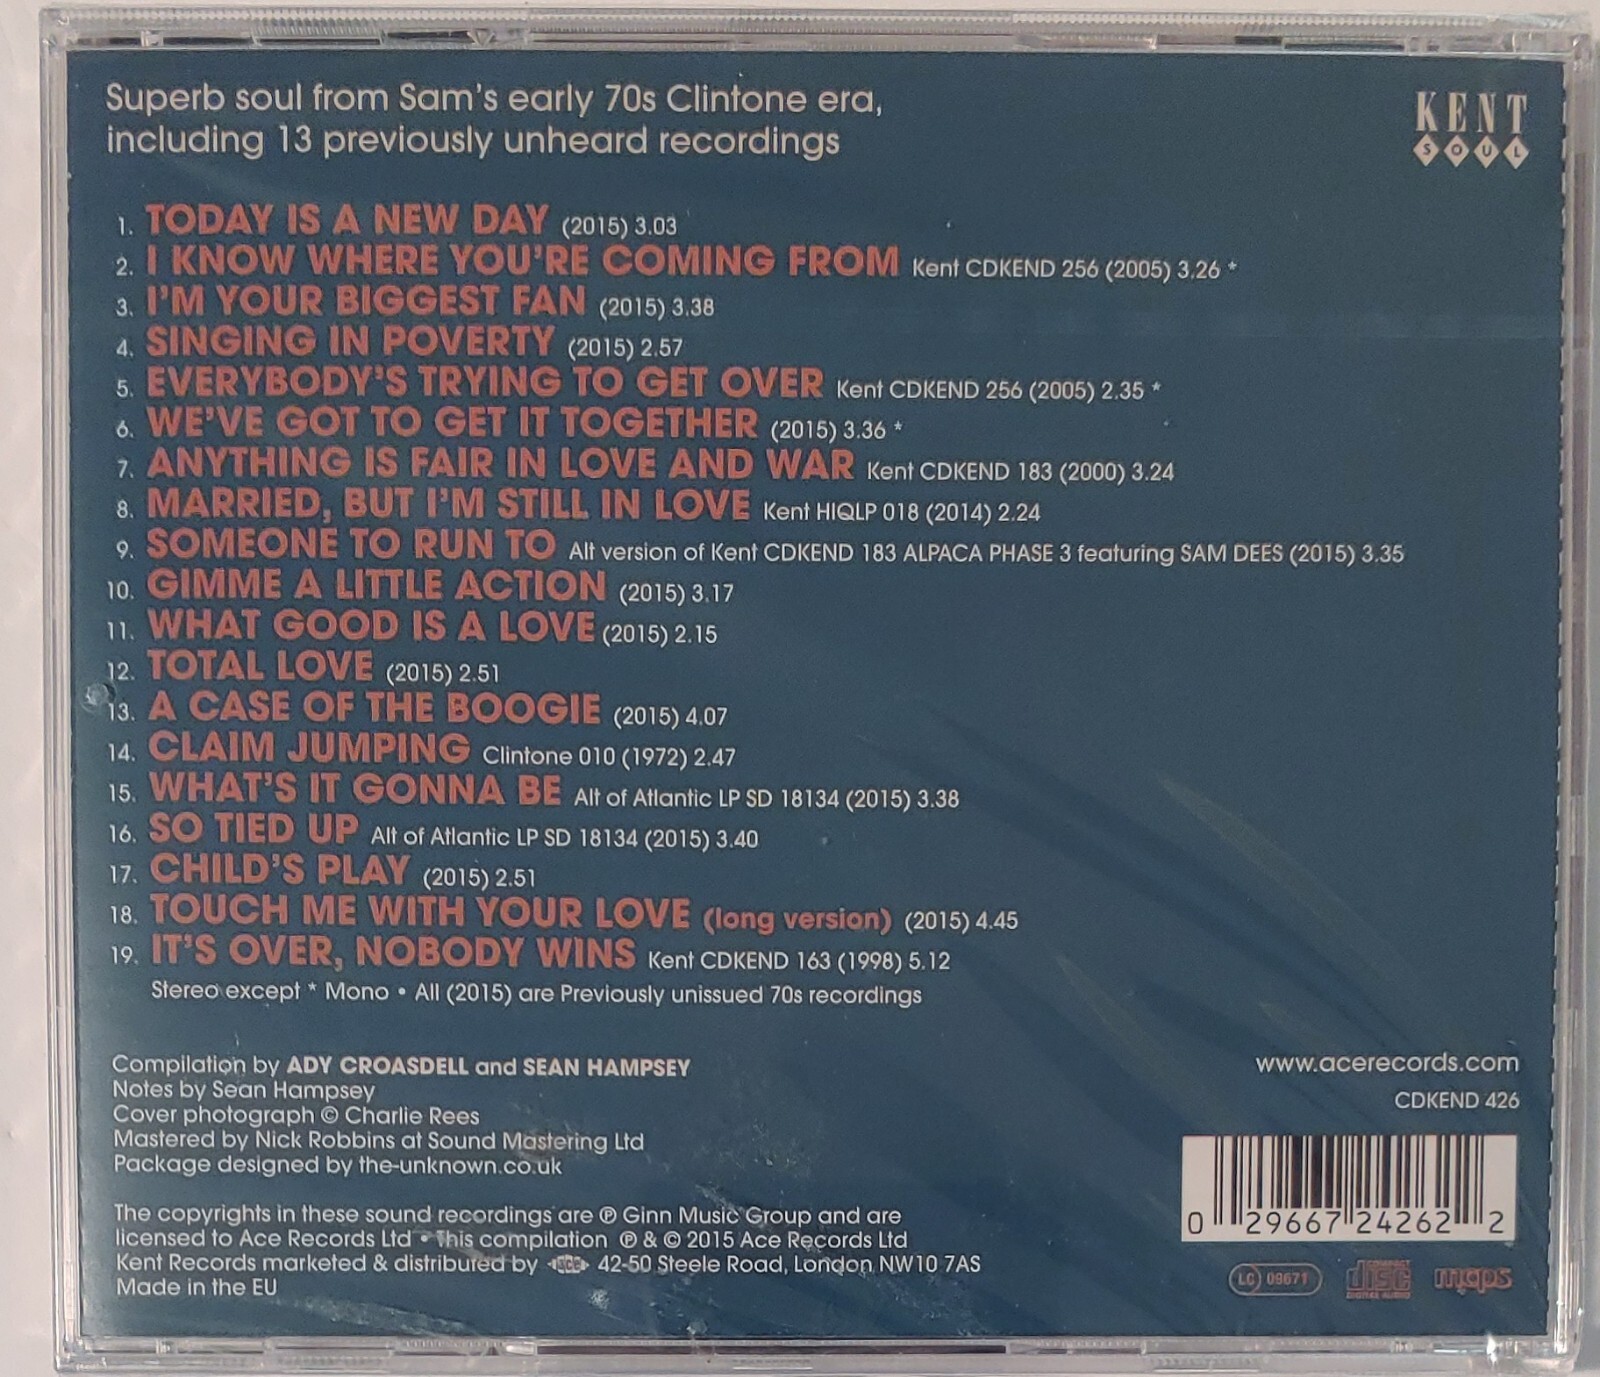 Superb soul from Sam's early 70s Clintone era,
including 13 previously unheard recordings
KENT
SOUL
1. TODAY IS A NEW DAY (2015) 3.03
2. I KNOW WHERE YOU'RE COMING FROM Kent CDKEND 256 (2005) 3.26 *
3. I'M YOUR BIGGEST FAN (2015) 3.38
4. SINGING IN POVERTY (2015) 2.57
5. EVERYBODY'S TRYING TO GET OVER Kent CDKEND 256 (2005) 2.35 *
6. WE'VE GOT TO GET IT TOGETHER (2015) 3.36 *
7. ANYTHING IS FAIR IN LOVE AND WAR Kent CDKEND 183 (2000) 3.24
8. MARRIED, BUT I'M STILL IN LOVE Kent HIQLP 018 (2014) 2.24
9. SOMEONE TO RUN TO Alt version of Kent CDKEND 183 ALPACA PHASE 3 featuring SAM DEES (2015) 3.35
10. GIMME A LITTLE ACTION (2015) 3.17
11. WHAT GOOD IS A LOVE (2015) 2.15
12. TOTAL LOVE (2015) 2.51
13. A CASE OF THE BOOGIE (2015) 4.07
14. CLAIM JUMPING Clintone 010 (1972) 2.47
15. WHAT'S IT GONNA BE Alt of Atlantic LP SD 18134 (2015) 3.38
16. SO TIED UP Alt of Atlantic LP SD 18134 (2015) 3.40
17. CHILD'S PLAY (2015) 2.51
18. TOUCH ME WITH YOUR LOVE (long version) (2015) 4.45
19. IT'S OVER, NOBODY WINS Kent CDKEND 163 (1998) 5.12
Stereo except * Mono • All (2015) are Previously unissued 70s recordings
Compilation by ADY CROASDELL and SEAN HAMPSEY
Notes by Sean Hampsey
Cover photograph © Charlie Rees
Mastered by Nick Robbins at Sound Mastering Ltd
Package designed by the-unknown.co.uk
The copyrights in these sound recordings are ℗ Ginn Music Group and are
licensed to Ace Records Ltd • This compilation ℗ & © 2015 Ace Records Ltd
Kent Records marketed & distributed by ACE 42-50 Steele Road, London NW10 7AS
Made in the EU
www.acerecords.com
CDKEND 426
0 29667 24262 2
LC 09671
COMPACT
disc
DIGITAL AUDIO
mcps